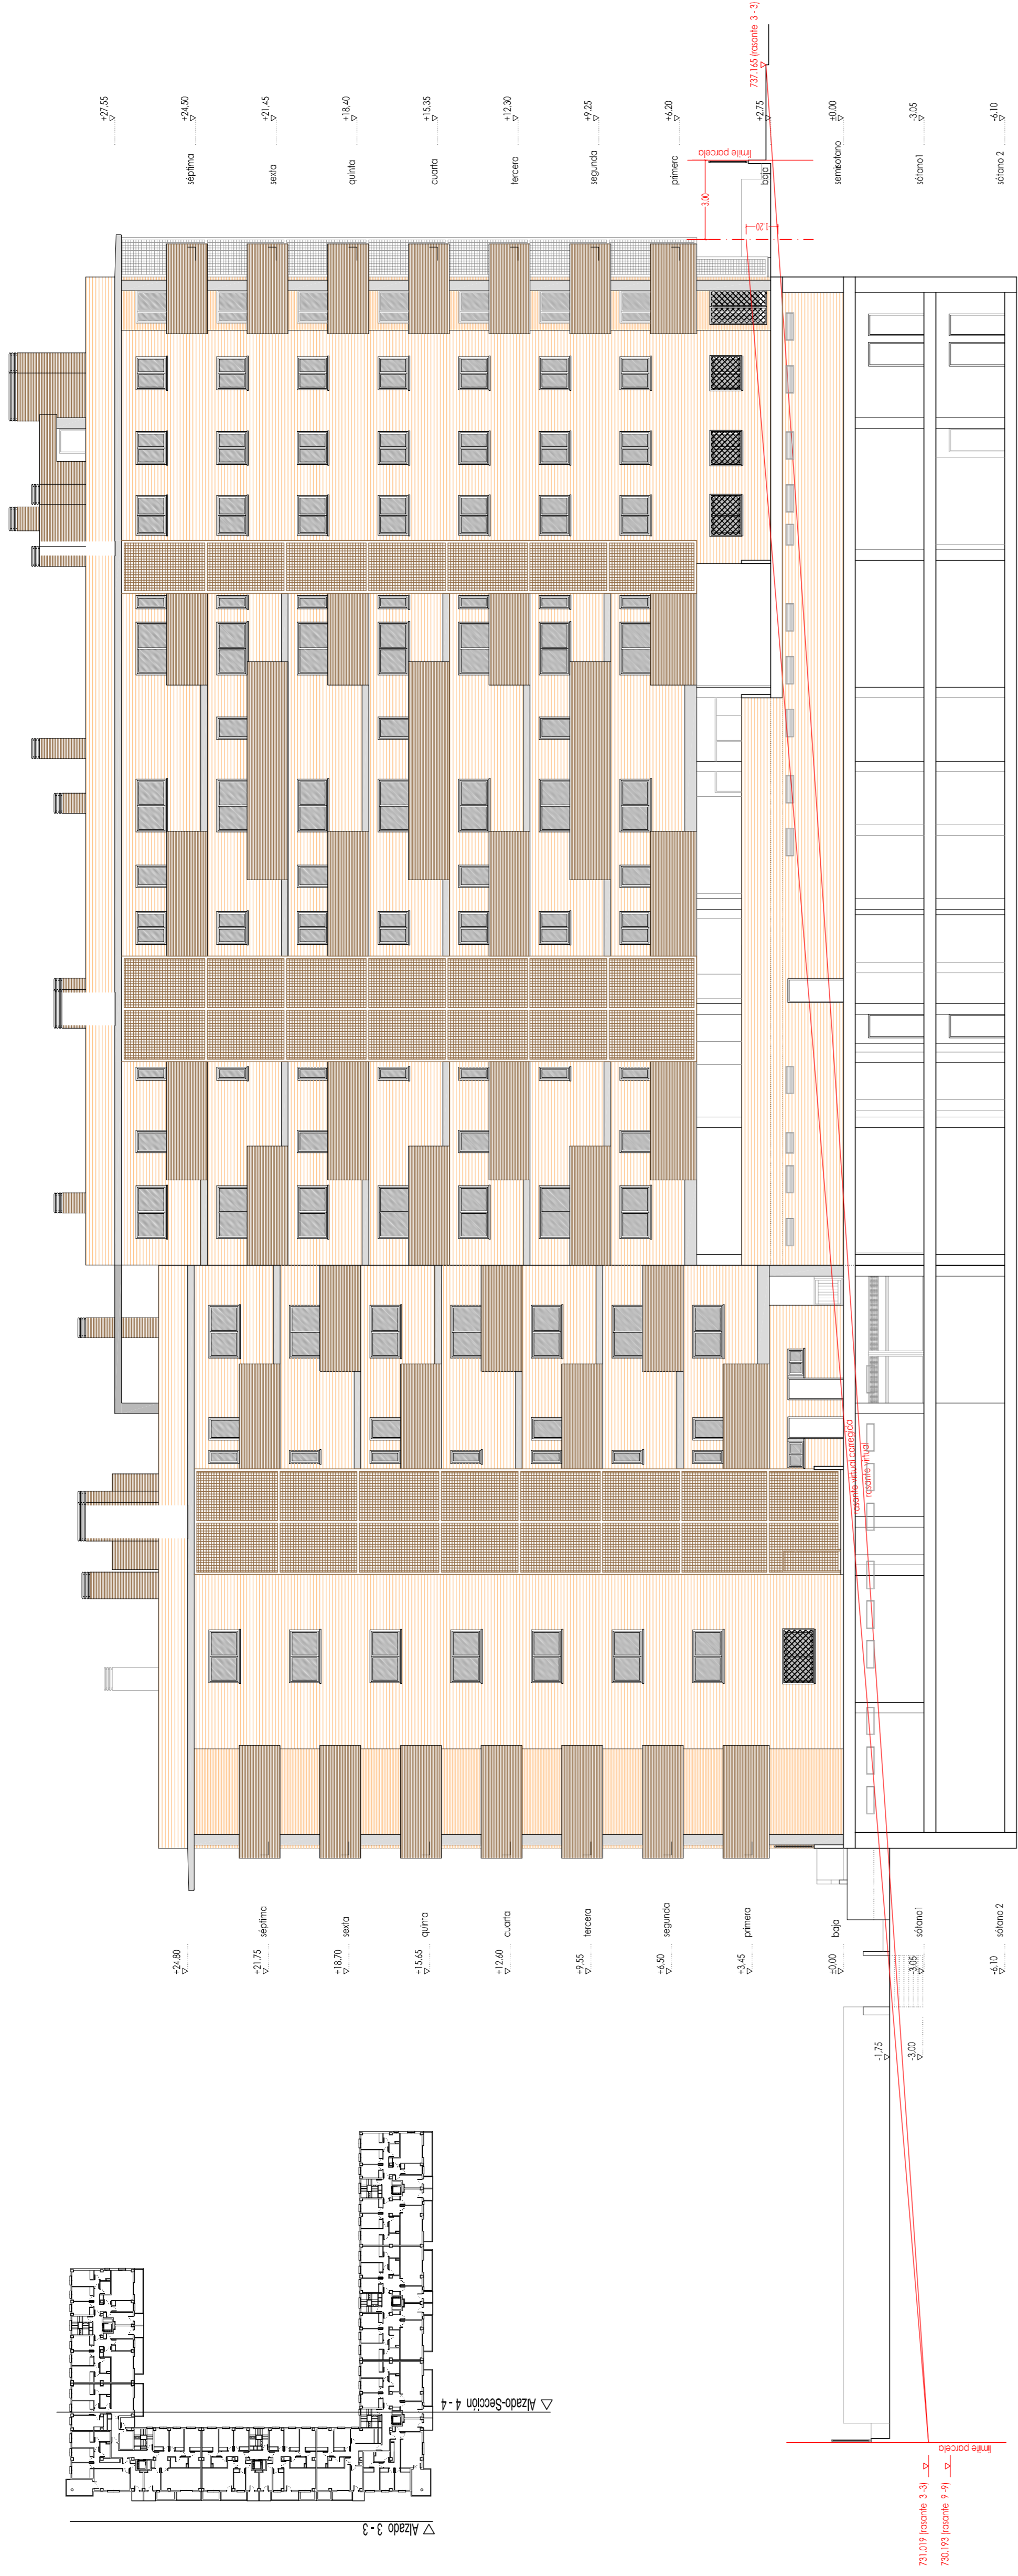 737.165 (rasante 3 - 3)
+27.55
+24.50
séptima
+21.45
sexta
+18.40
quinta
+15.35
cuarta
+12.30
tercera
+9.25
segunda
+6.20
primera
+2.75
baja
±0.00
semisotano
-3.05
sótano1
-6.10
sótano 2
límite parcela
3.00
1.20
rasante virtual corregida
rasante virtual
+24.80
+21.75
séptima
+18.70
sexta
+15.65
quinta
+12.60
cuarta
+9.55
tercera
+6.50
segunda
+3.45
primera
±0.00
baja
-3.05
sótano1
-6.10
sótano 2
-1.75
-3.00
límite parcela
731.019 (rasante 3 -3)
730.193 (rasante 9 -9)
Alzado-Sección 4 - 4
Alzado 3 - 3